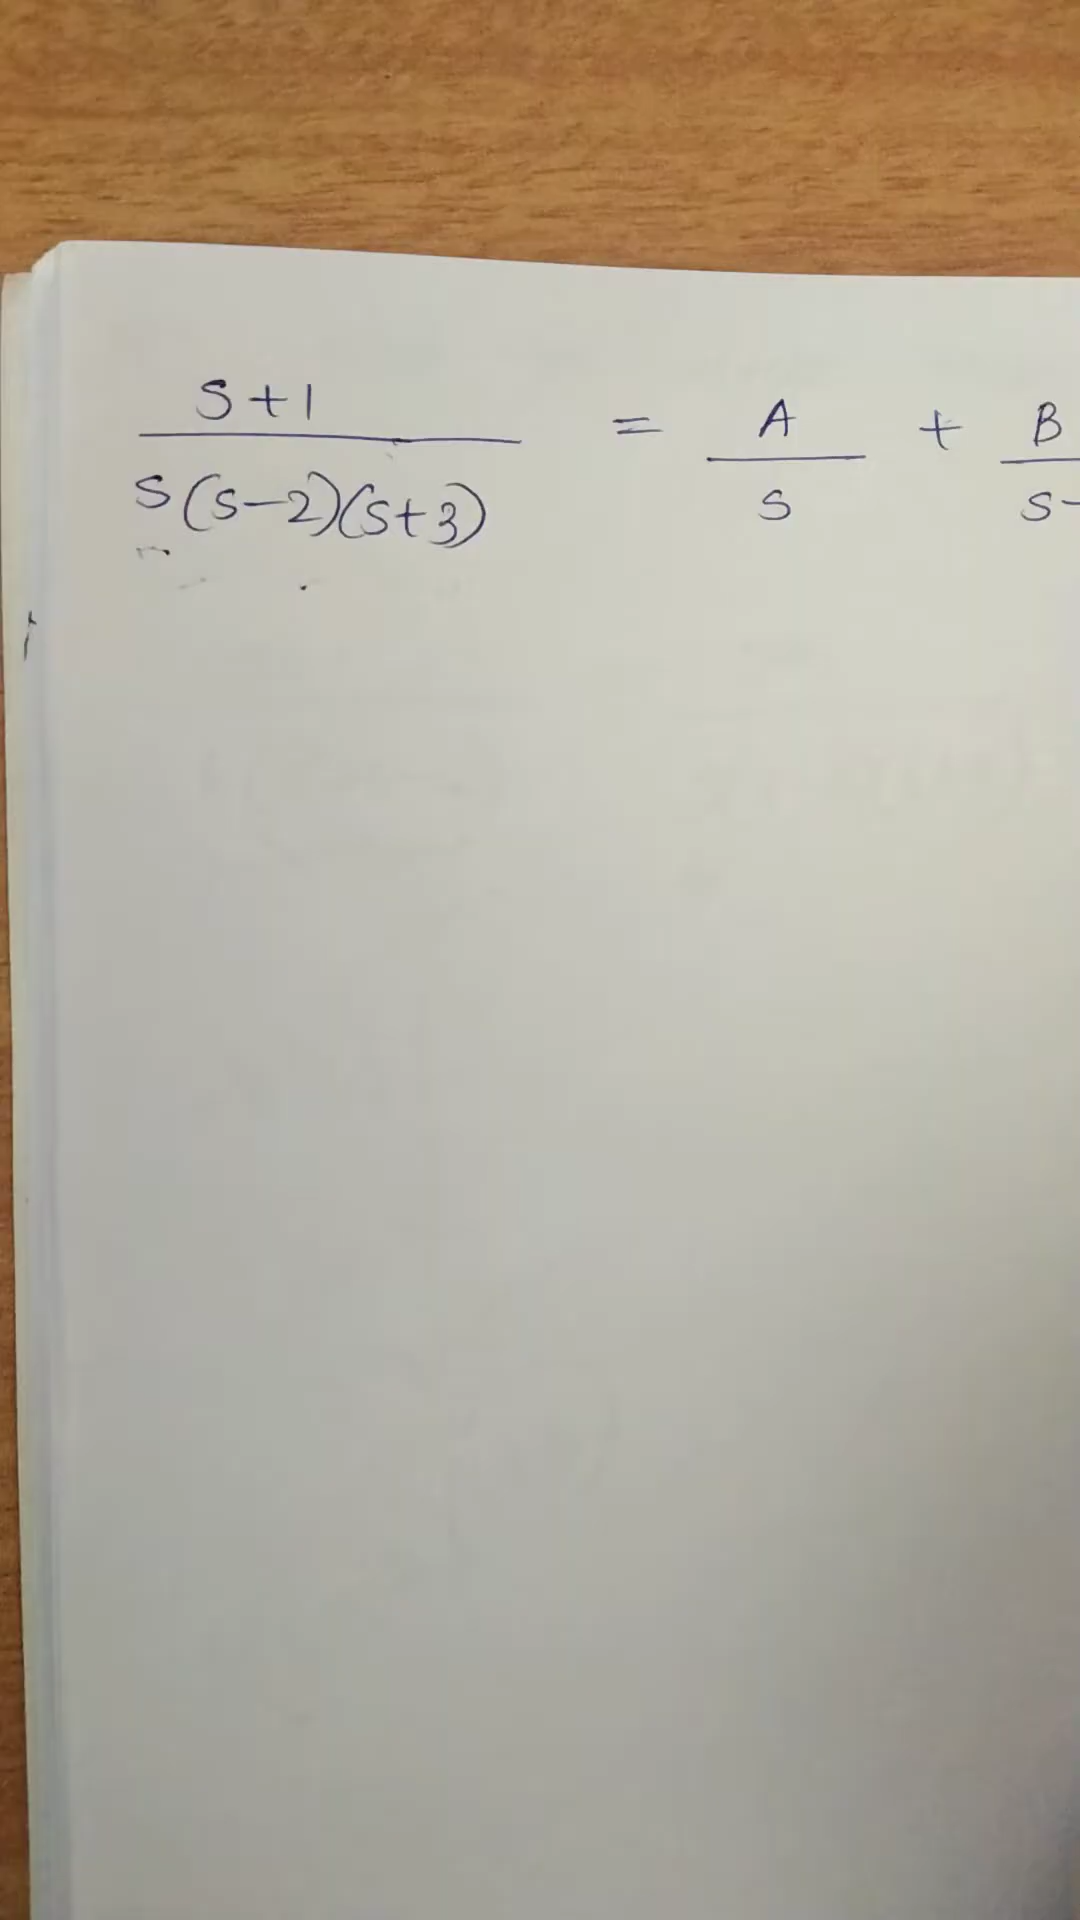 s+1 / s(s-2)(s+3) = A/s + B/s-